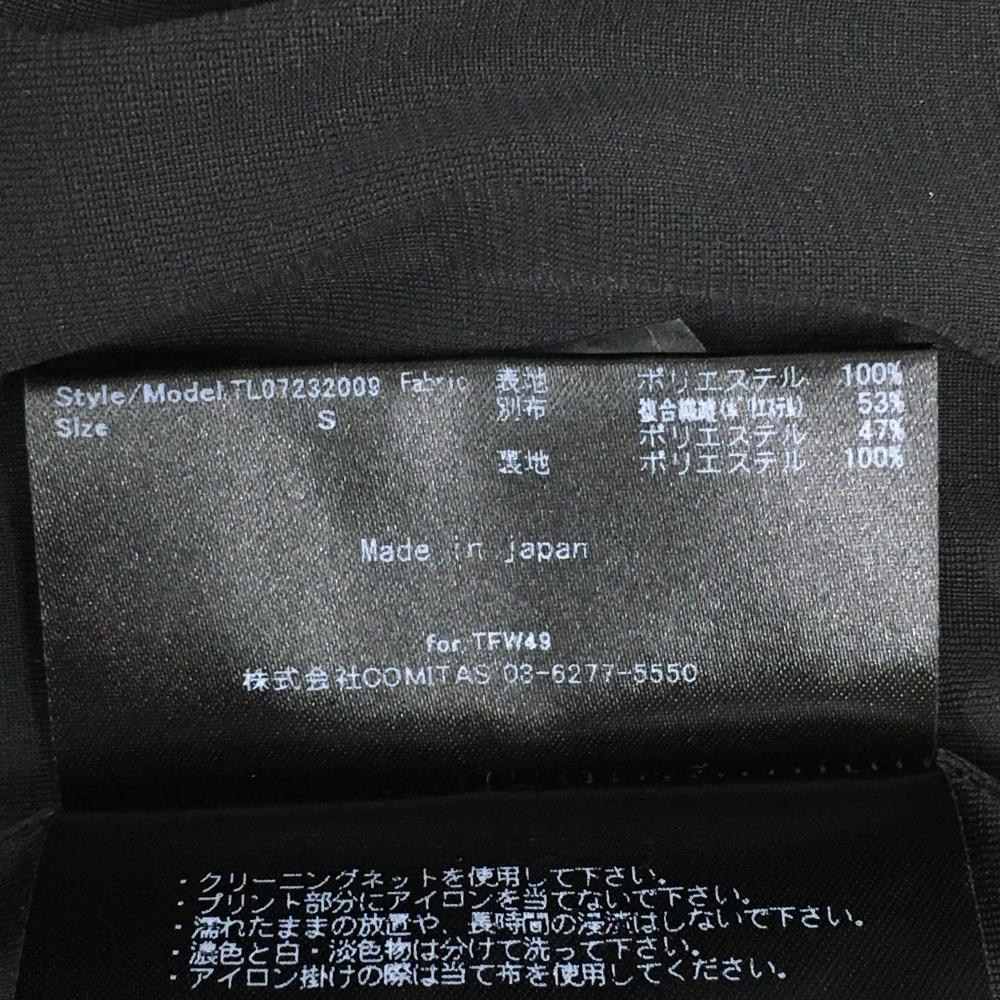 Style/Model TL07232009 Fabric 表地 ポリエステル 100%
Size S 別布 複合繊維(ポリエステル) 53%
ポリエステル 47%
裏地 ポリエステル 100%
Made in japan
for TFW49
株式会社COMITAS 03-6277-5550
・クリーニングネットを使用して下さい。
・プリント部分にアイロンを当てないで下さい。
・濡れたままの放置や、長時間の浸漬はしないで下さい。
・濃色と白・淡色物は分けて洗って下さい。
・アイロン掛けの際は当て布を使用してください。